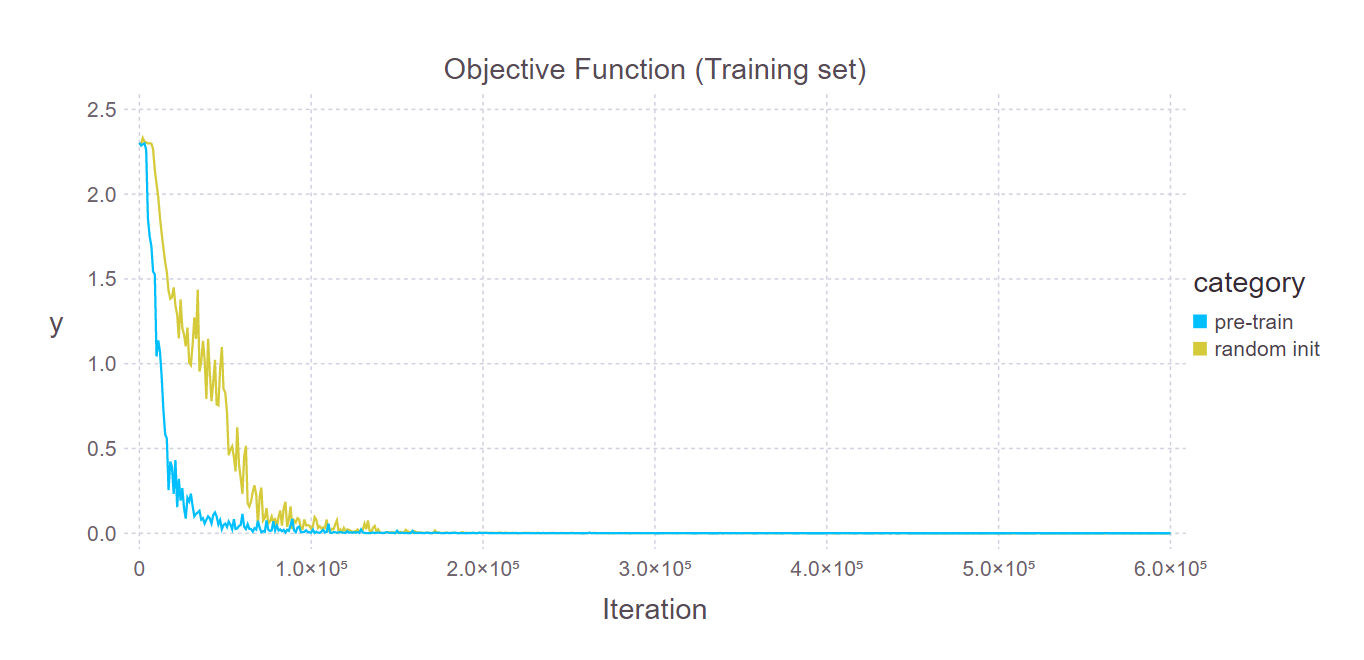 Objective Function (Training set)
2.5
2.0
1.5
1.0
0.5
0.0
y
0 1.0×10⁵ 2.0×10⁵ 3.0×10⁵ 4.0×10⁵ 5.0×10⁵ 6.0×10⁵
Iteration
category
pre-train
random init